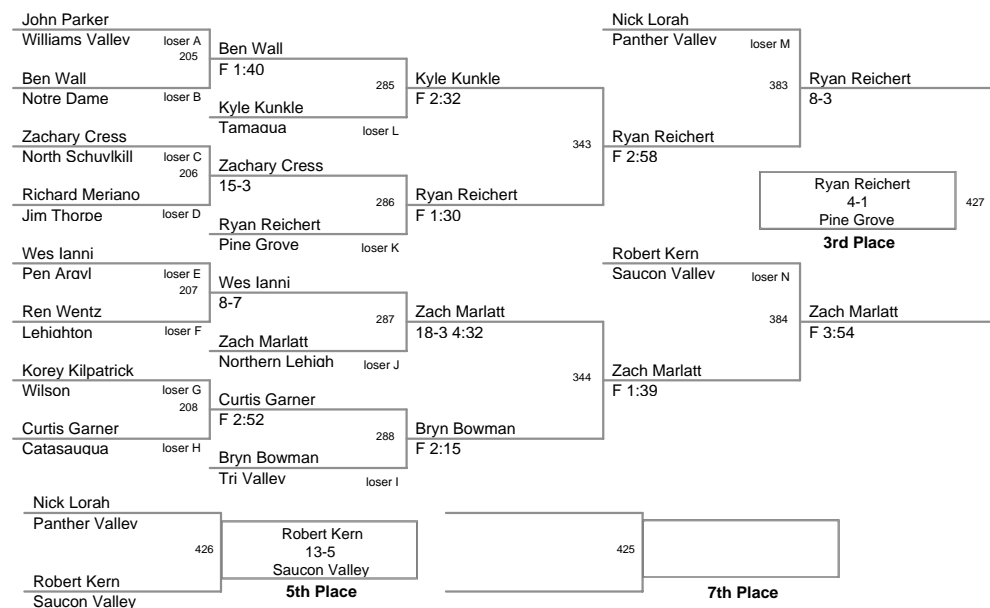 John Parker
Williams Valley
loser A
205
Ben Wall
Notre Dame
loser B
Zachary Cress
North Schuylkill
loser C
206
Richard Meriano
Jim Thorpe
loser D
Wes Ianni
Pen Argyl
loser E
207
Ren Wentz
Lehighton
loser F
Korey Kilpatrick
Wilson
loser G
208
Curtis Garner
Catasauqua
loser H
Ben Wall
F 1:40
285
Kyle Kunkle
Tamaqua
loser L
Zachary Cress
15-3
286
Ryan Reichert
Pine Grove
loser K
Wes Ianni
8-7
287
Zach Marlatt
Northern Lehigh
loser J
Curtis Garner
F 2:52
288
Bryn Bowman
Tri Valley
loser I
Kyle Kunkle
F 2:32
343
Ryan Reichert
F 1:30
Zach Marlatt
18-3 4:32
344
Bryn Bowman
F 2:15
Nick Lorah
Panther Valley
loser M
383
Ryan Reichert
F 2:58
Robert Kern
Saucon Valley
loser N
384
Zach Marlatt
F 1:39
Ryan Reichert
8-3
Ryan Reichert
4-1
Pine Grove
427
3rd Place
Zach Marlatt
F 3:54
Nick Lorah
Panther Valley
426
Robert Kern
Saucon Valley
Robert Kern
13-5
Saucon Valley
5th Place
425
7th Place